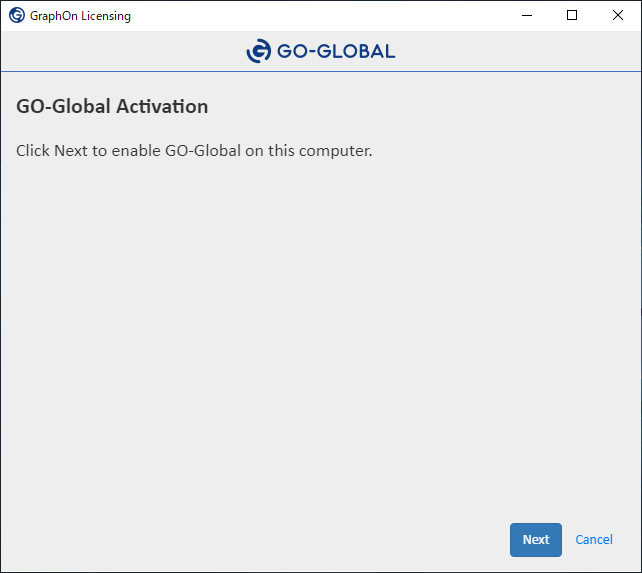 GraphOn Licensing
GO-GLOBAL
GO-Global Activation
Click Next to enable GO-Global on this computer.
Next Cancel